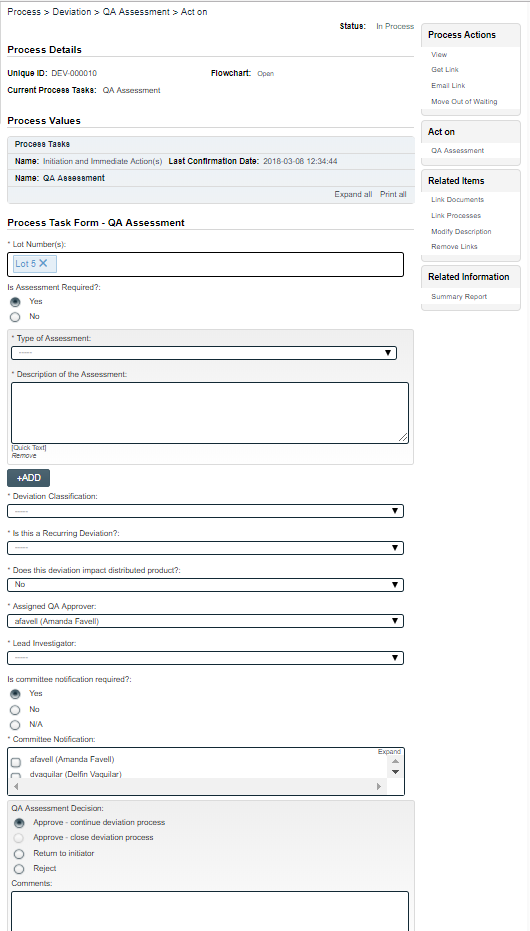 Process > Deviation > QA Assessment > Act on
Status: In Process
Process Details
Unique ID: DEV-000010 Flowchart: Open
Current Process Tasks: QA Assessment
Process Values
Process Tasks
Name: Initiation and Immediate Action(s) Last Confirmation Date: 2018-03-08 12:34:44
Name: QA Assessment
Expand all Print all
Process Task Form - QA Assessment
* Lot Number(s):
Lot 5 X
Is Assessment Required?:
Yes
No
* Type of Assessment:
-----
* Description of the Assessment:
[Quick Text]
Remove
+ADD
* Deviation Classification:
-----
* Is this a Recurring Deviation?:
-----
* Does this deviation impact distributed product?:
No
* Assigned QA Approver:
afavell (Amanda Favell)
* Lead Investigator:
-----
Is committee notification required?:
Yes
No
N/A
* Committee Notification:
Expand
afavell (Amanda Favell)
dvaquilar (Delfin Vaquilar)
QA Assessment Decision:
Approve - continue deviation process
Approve - close deviation process
Return to initiator
Reject
Comments:
Process Actions
View
Get Link
Email Link
Move Out of Waiting
Act on
QA Assessment
Related Items
Link Documents
Link Processes
Modify Description
Remove Links
Related Information
Summary Report